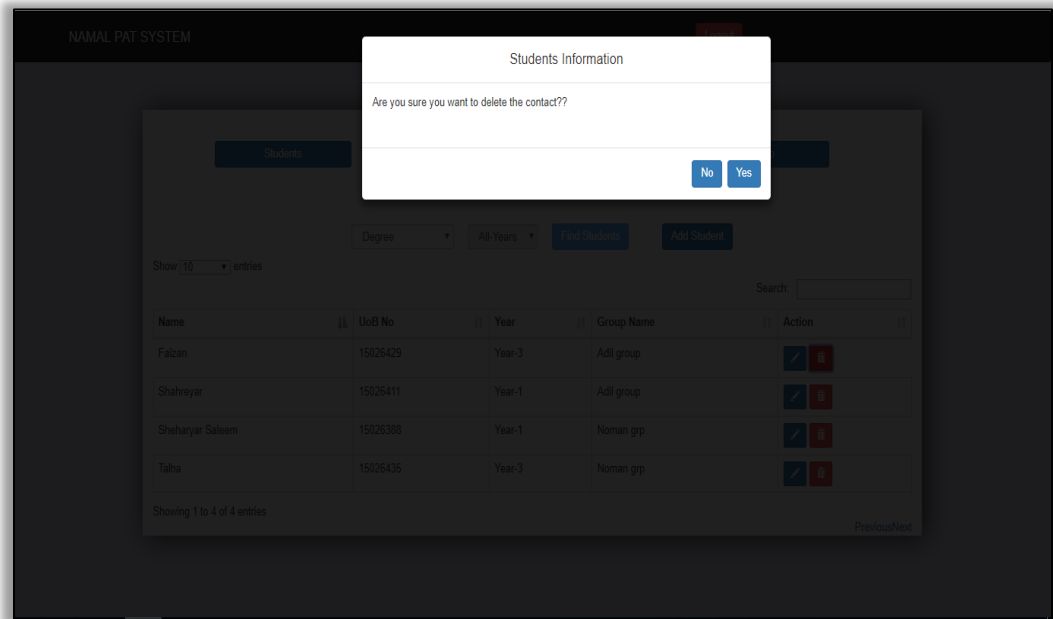 NAMAL PAT SYSTEM
Students Information
Are you sure you want to delete the contact??
No Yes
Students
Degree All-Years Find Students Add Student
Show 10 entries
Search:
Name UoB No Year Group Name Action
Faizan 15026429 Year-3 Adil group
Shahreyar 15026411 Year-1 Adil group
Sheharyar Saleem 15026388 Year-1 Noman grp
Talha 15026435 Year-3 Noman grp
Showing 1 to 4 of 4 entries
PreviousNext